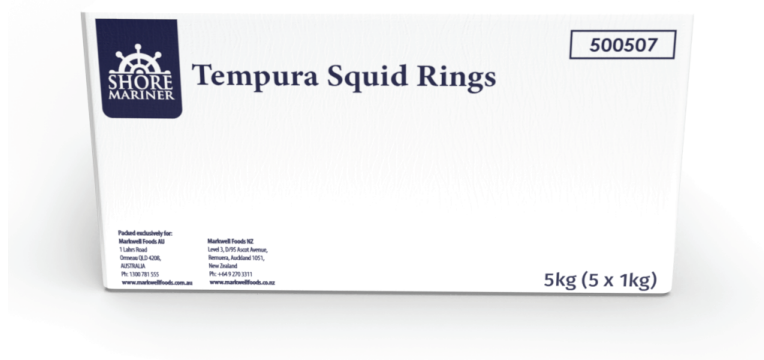 SHORE
MARINER
Tempura Squid Rings
500507
Packed exclusively for:
Markwell Foods AU
1 Lahrs Road
Ormeau QLD 4208,
AUSTRALIA
Ph: 1300 781 555
www.markwellfoods.com.au
Markwell Foods NZ
Level 3, D/95 Ascot Avenue,
Remuera, Auckland 1051,
New Zealand
Ph: +64 9 270 3311
www.markwellfoods.co.nz
5kg (5 x 1kg)